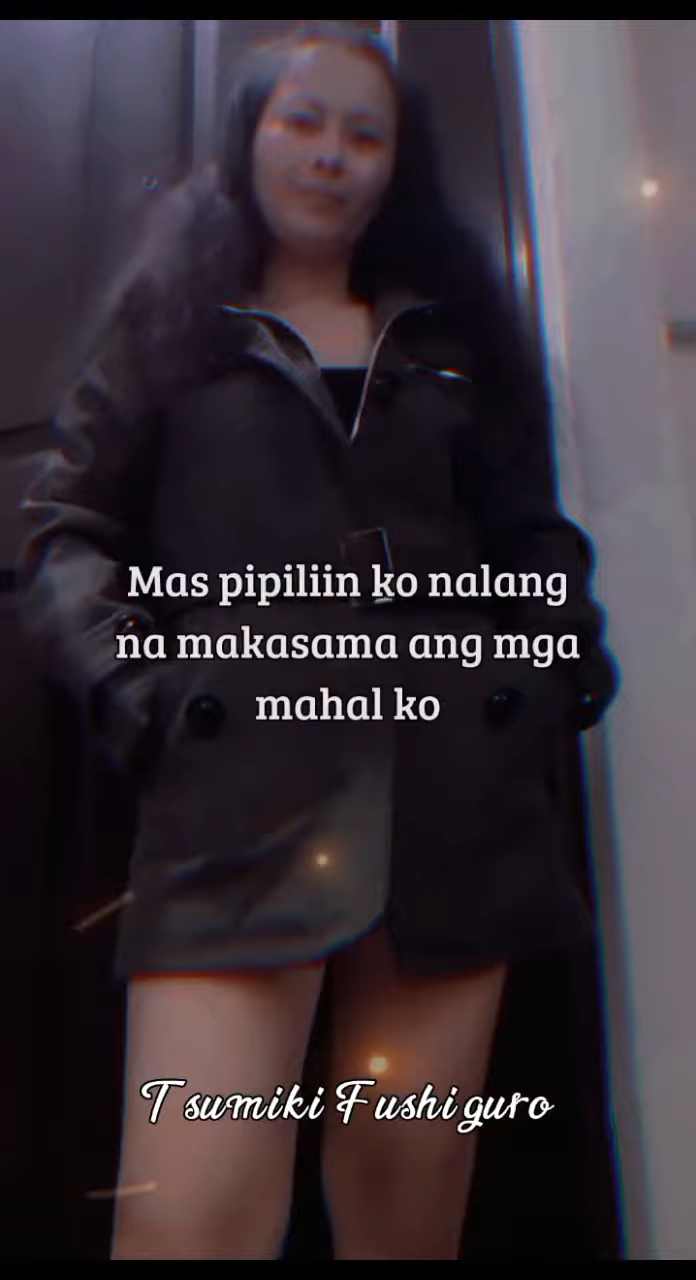 Mas pipiliin ko nalang
na makasama ang mga
mahal ko
Tsumiki Fushiguro